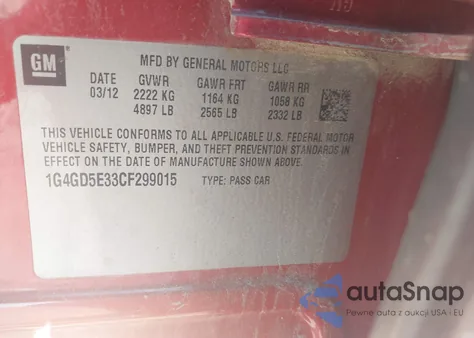 GM
MFD BY GENERAL MOTORS LLC
DATE GVWR GAWR FRT GAWR RR
03/12 2222 KG 1164 KG 1058 KG
4897 LB 2565 LB 2332 LB
THIS VEHICLE CONFORMS TO ALL APPLICABLE U.S. FEDERAL MOTOR
VEHICLE SAFETY, BUMPER, AND THEFT PREVENTION STANDARDS IN
EFFECT ON THE DATE OF MANUFACTURE SHOWN ABOVE.
1G4GD5E33CF299015 TYPE: PASS CAR
autoSnap
Pewne auta z aukcji USA i EU